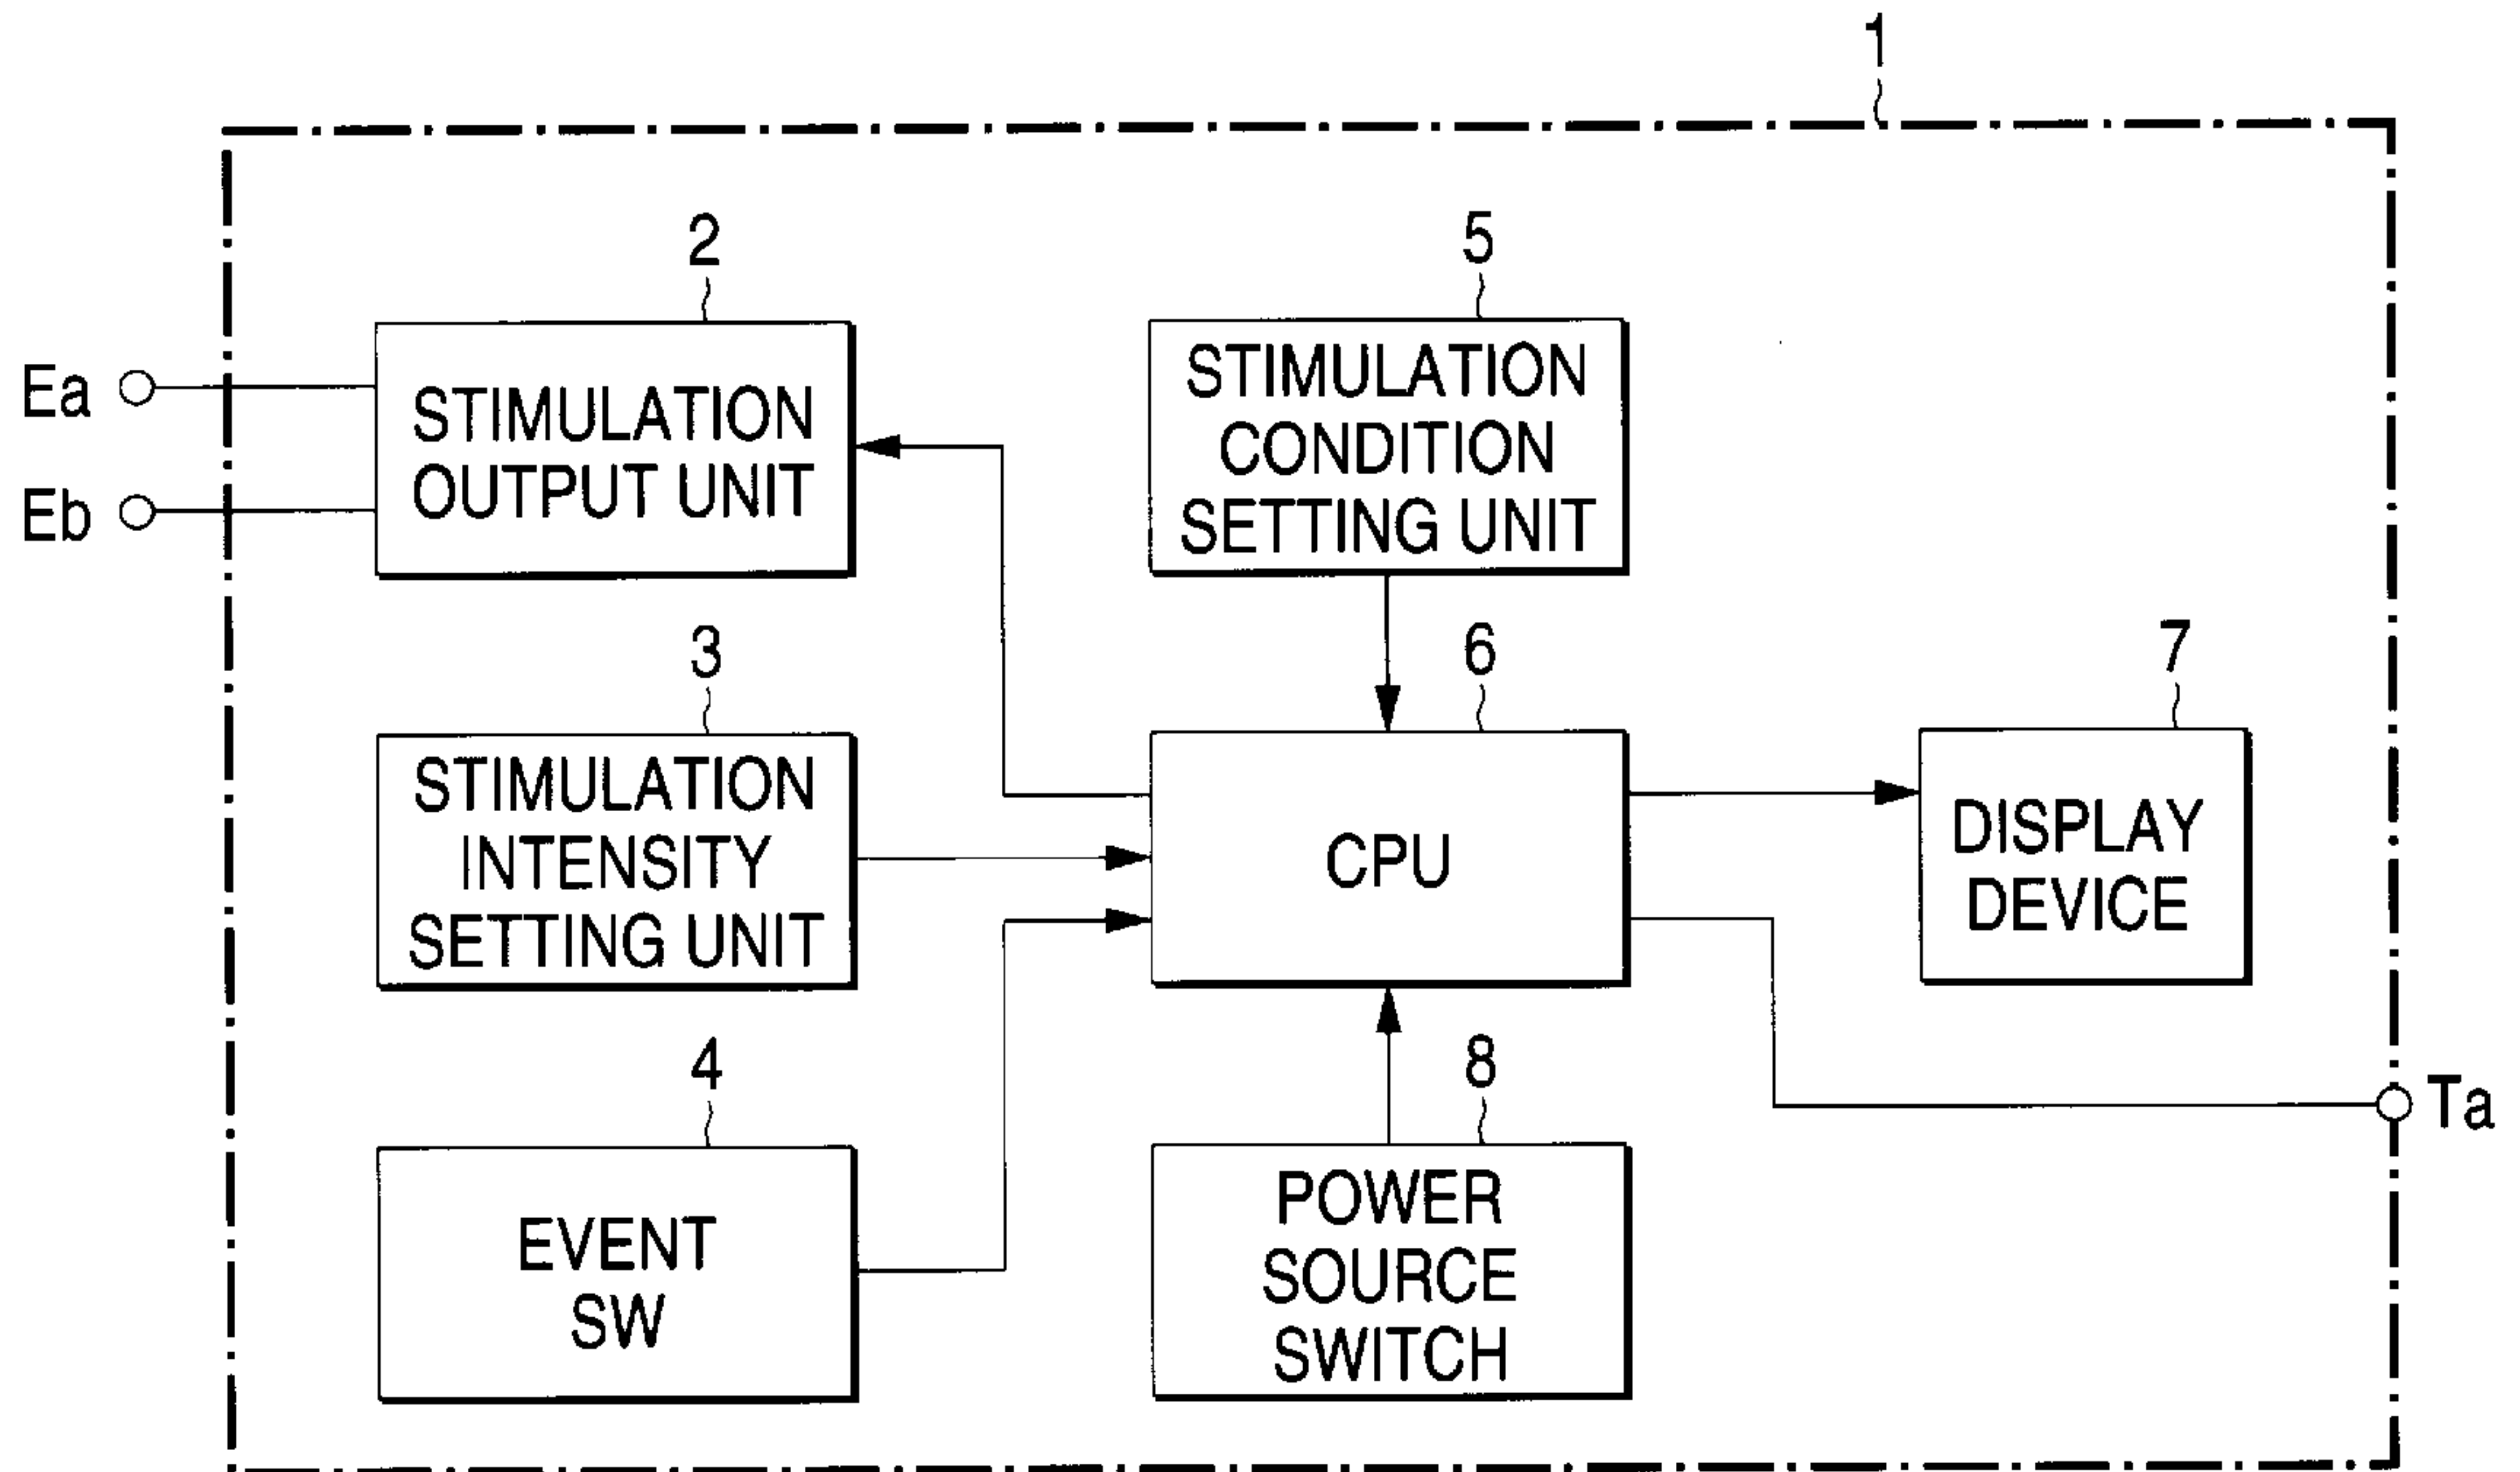 1
2
5
Ea
Eb
STIMULATION
OUTPUT UNIT
STIMULATION
CONDITION
SETTING UNIT
3
6
7
STIMULATION
INTENSITY
SETTING UNIT
CPU
DISPLAY
DEVICE
4
8
Ta
EVENT
SW
POWER
SOURCE
SWITCH